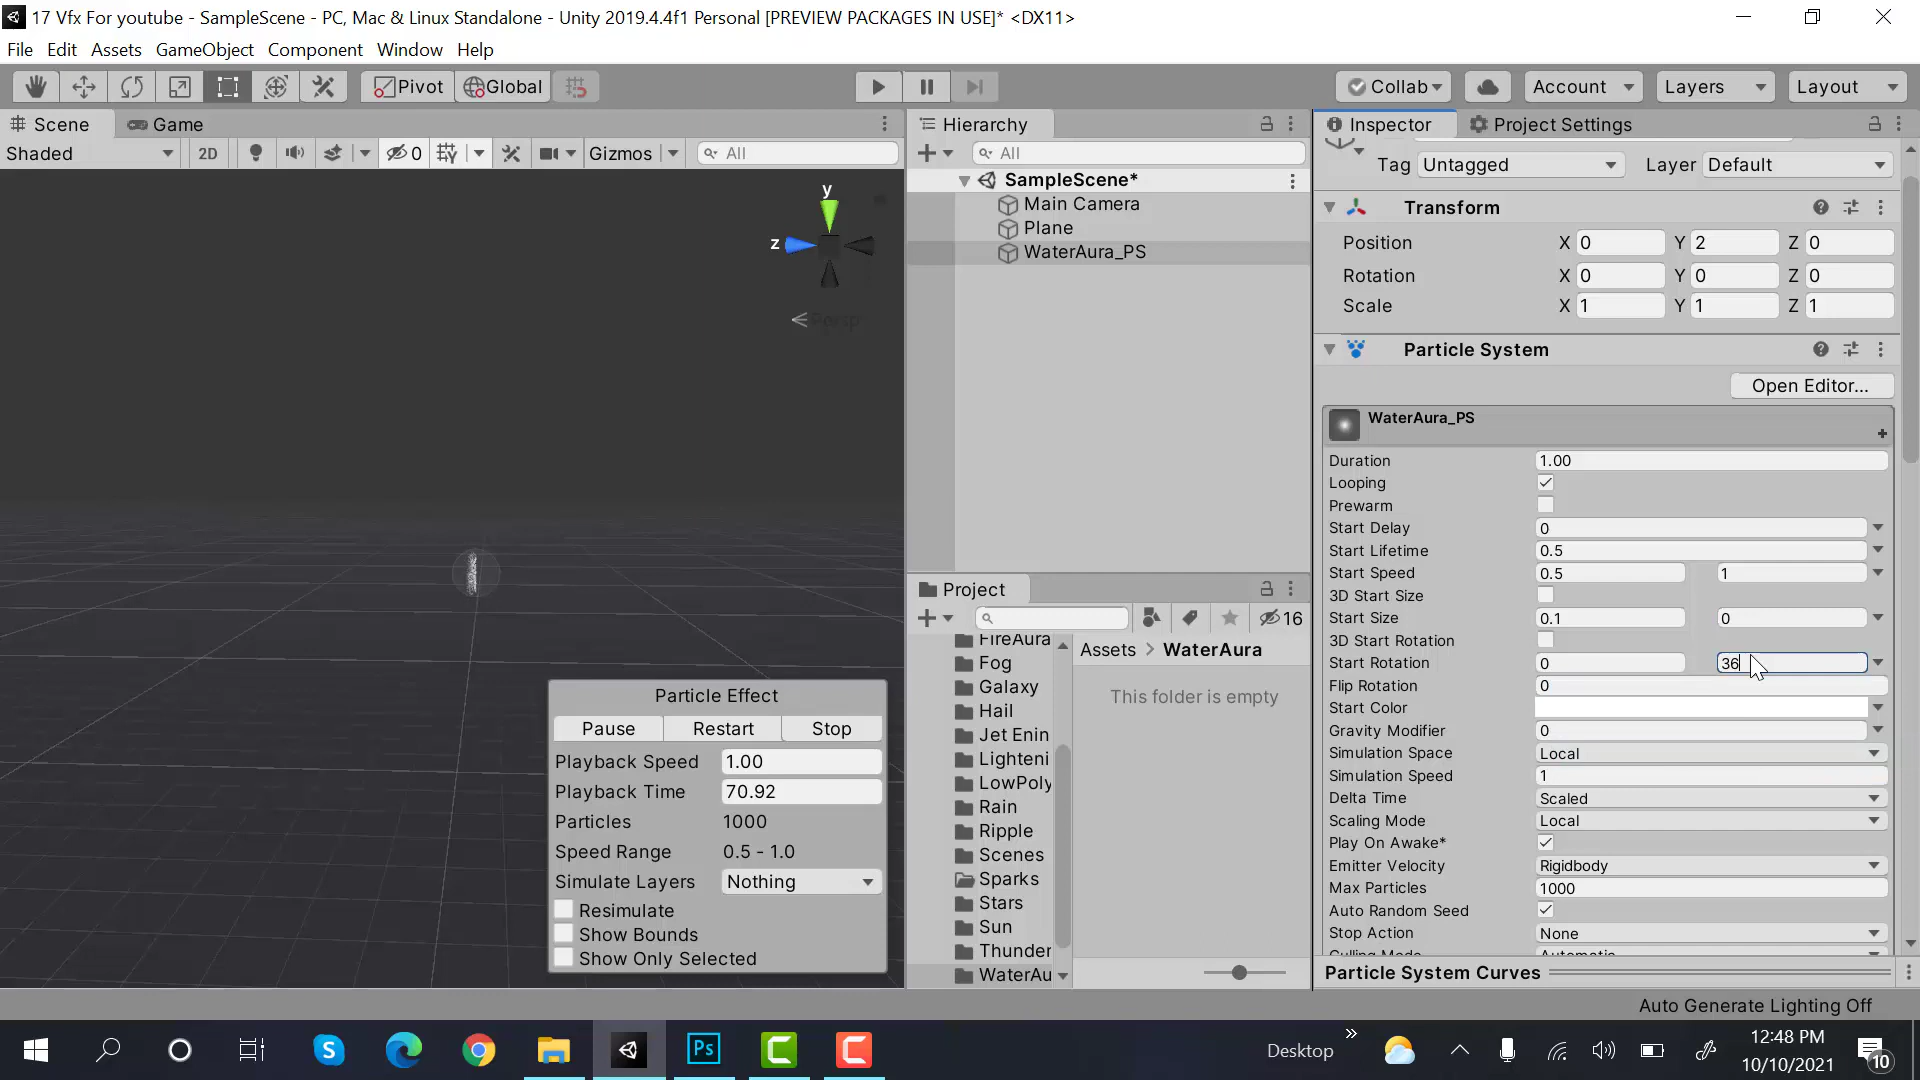 17 Vfx For youtube - SampleScene - PC, Mac & Linux Standalone - Unity 2019.4.4f1 Personal [PREVIEW PACKAGES IN USE]* <DX11>
File Edit Assets GameObject Component Window Help
Pivot Global Collab Account Layers Layout
Scene Game
Shaded 2D 0 Gizmos All
y
z
Persp
Particle Effect
Pause Restart Stop
Playback Speed 1.00
Playback Time 70.92
Particles 1000
Speed Range 0.5 - 1.0
Simulate Layers Nothing
Resimulate
Show Bounds
Show Only Selected
Hierarchy
All
SampleScene*
Main Camera
Plane
WaterAura_PS
Project
16
FireAura
Fog
Galaxy
Hail
Jet Enin
Lighteni
LowPoly
Rain
Ripple
Scenes
Sparks
Stars
Sun
Thunder
WaterAu
Assets > WaterAura
This folder is empty
Inspector Project Settings
Tag Untagged Layer Default
Transform
Position X 0 Y 2 Z 0
Rotation X 0 Y 0 Z 0
Scale X 1 Y 1 Z 1
Particle System
Open Editor...
WaterAura_PS
Duration 1.00
Looping
Prewarm
Start Delay 0
Start Lifetime 0.5
Start Speed 0.5 1
3D Start Size
Start Size 0.1 0
3D Start Rotation
Start Rotation 0 36
Flip Rotation 0
Start Color
Gravity Modifier 0
Simulation Space Local
Simulation Speed 1
Delta Time Scaled
Scaling Mode Local
Play On Awake*
Emitter Velocity Rigidbody
Max Particles 1000
Auto Random Seed
Stop Action None
Culling Mode Automatic
Particle System Curves
Auto Generate Lighting Off
Ps
Desktop
12:48 PM
10/10/2021
10